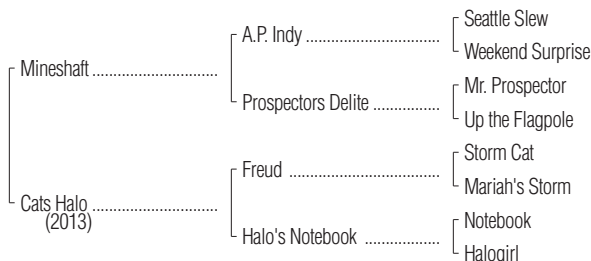 Seattle Slew
A.P. Indy ................................
Weekend Surprise
Mineshaft ..............................
Mr. Prospector
Prospectors Delite ................
Up the Flagpole
Storm Cat
Freud ....................................
Mariah's Storm
Cats Halo ..............................
(2013)
Notebook
Halo's Notebook ..................
Halogirl